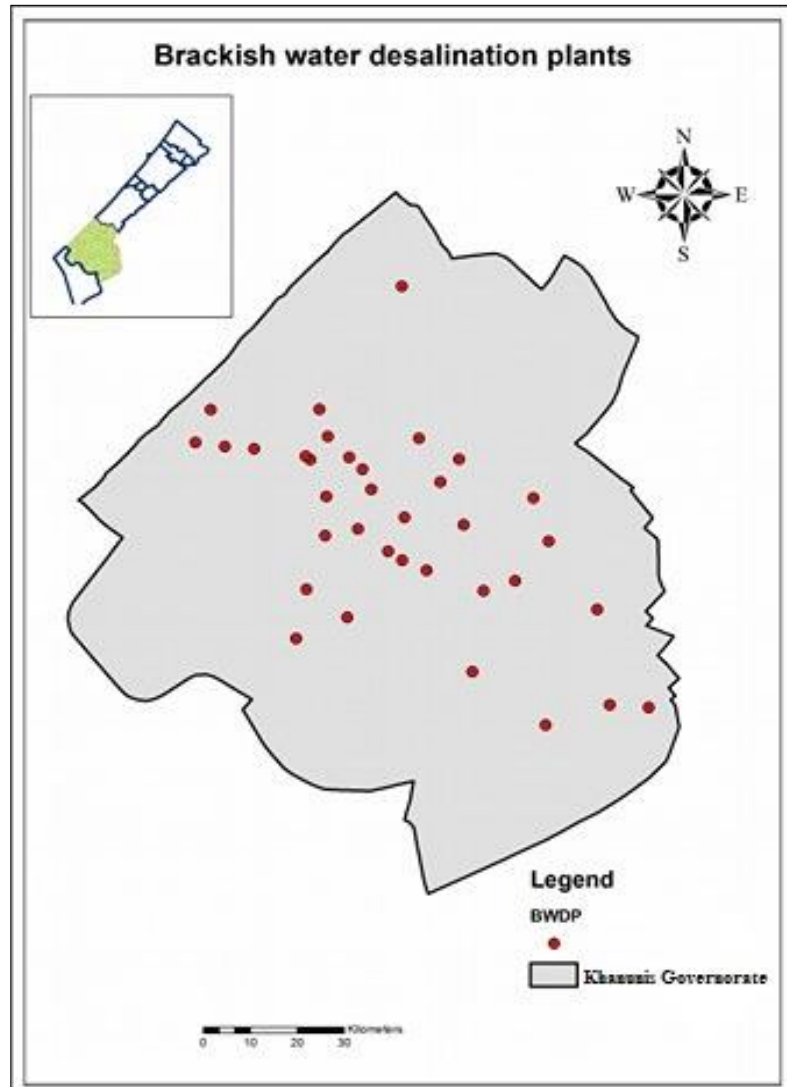 Brackish water desalination plants
N
W E
S
Legend
BWDP
Khanunis Governorate
Kilometers
0 10 20 30